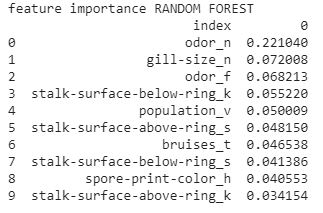 feature importance RANDOM FOREST
index 0
0 odor_n 0.221040
1 gill-size_n 0.072008
2 odor_f 0.068213
3 stalk-surface-below-ring_k 0.055220
4 population_v 0.050009
5 stalk-surface-above-ring_s 0.048150
6 bruises_t 0.046538
7 stalk-surface-below-ring_s 0.041386
8 spore-print-color_h 0.040553
9 stalk-surface-above-ring_k 0.034154